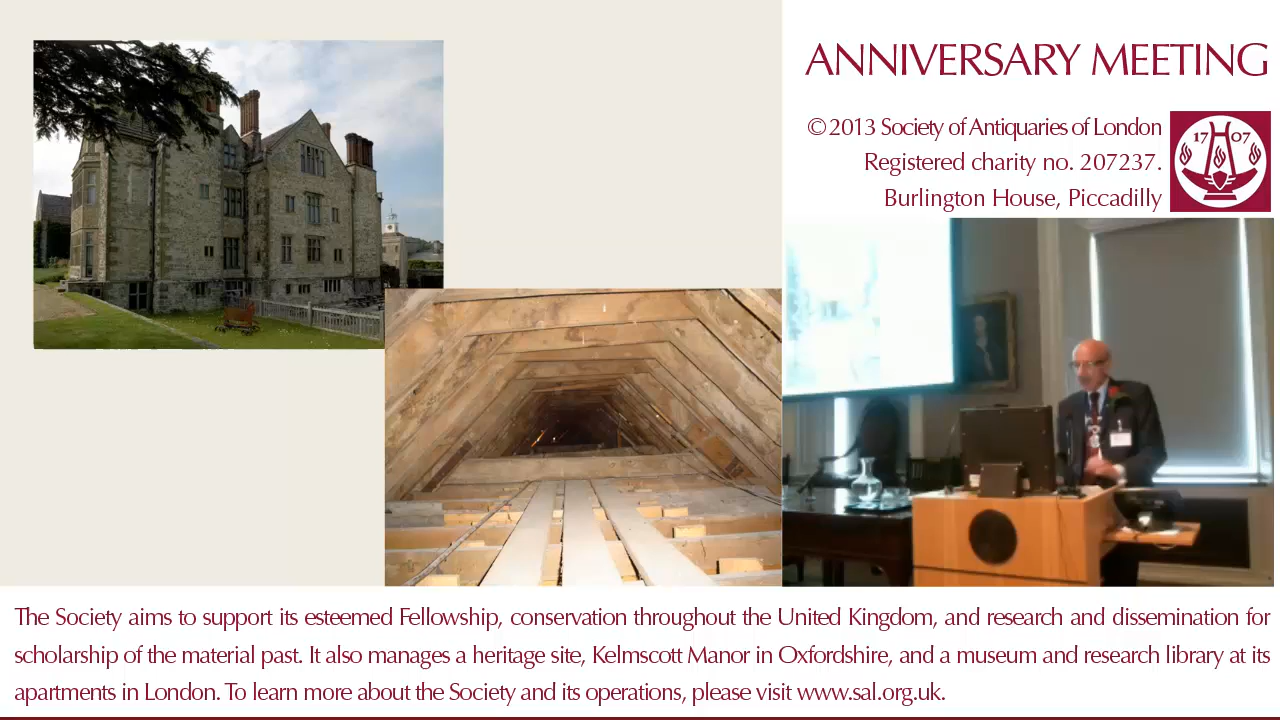 ANNIVERSARY MEETING
© 2013 Society of Antiquaries of London
Registered charity no. 207237.
Burlington House, Piccadilly
17 07
The Society aims to support its esteemed Fellowship, conservation throughout the United Kingdom, and research and dissemination for
scholarship of the material past. It also manages a heritage site, Kelmscott Manor in Oxfordshire, and a museum and research library at its
apartments in London. To learn more about the Society and its operations, please visit www.sal.org.uk.